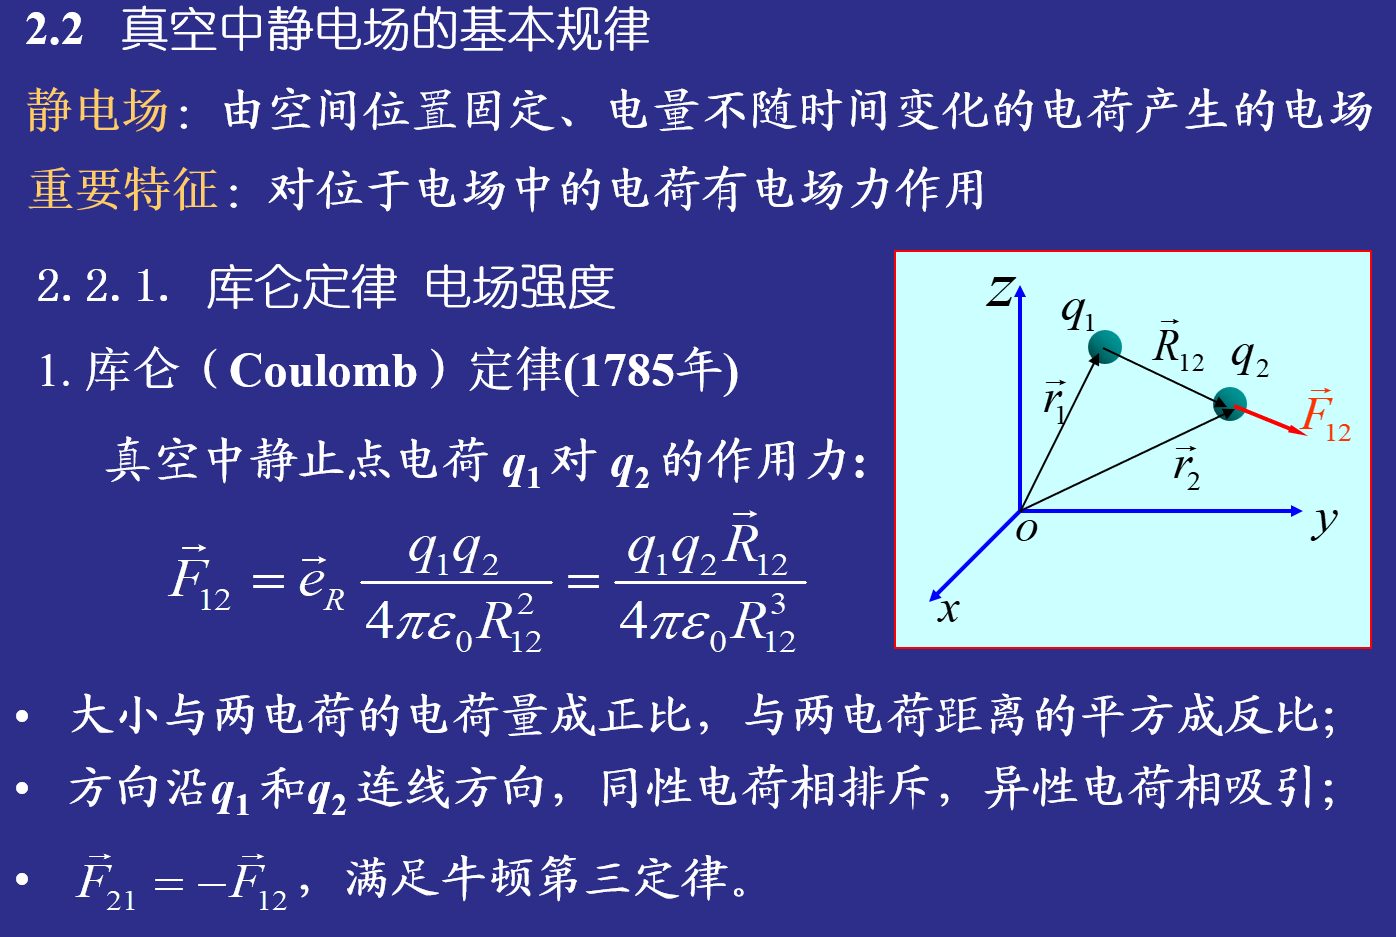 2.2 真空中静电场的基本规律
静电场：由空间位置固定、电量不随时间变化的电荷产生的电场
重要特征：对位于电场中的电荷有电场力作用
2.2.1. 库仑定律 电场强度
1. 库仑（Coulomb）定律(1785年)
真空中静止点电荷 q₁ 对 q₂ 的作用力:
$\vec{F}_{12} = \vec{e}_R \frac{q_1 q_2}{4\pi\varepsilon_0 R_{12}^2} = \frac{q_1 q_2 \vec{R}_{12}}{4\pi\varepsilon_0 R_{12}^3}$
z
q₁
$\vec{R}_{12}$
q₂
$\vec{r}_1$
$\vec{F}_{12}$
$\vec{r}_2$
o
y
x
• 大小与两电荷的电荷量成正比，与两电荷距离的平方成反比；
• 方向沿q₁ 和q₂ 连线方向，同性电荷相排斥，异性电荷相吸引；
• $\vec{F}_{21} = -\vec{F}_{12}$，满足牛顿第三定律。